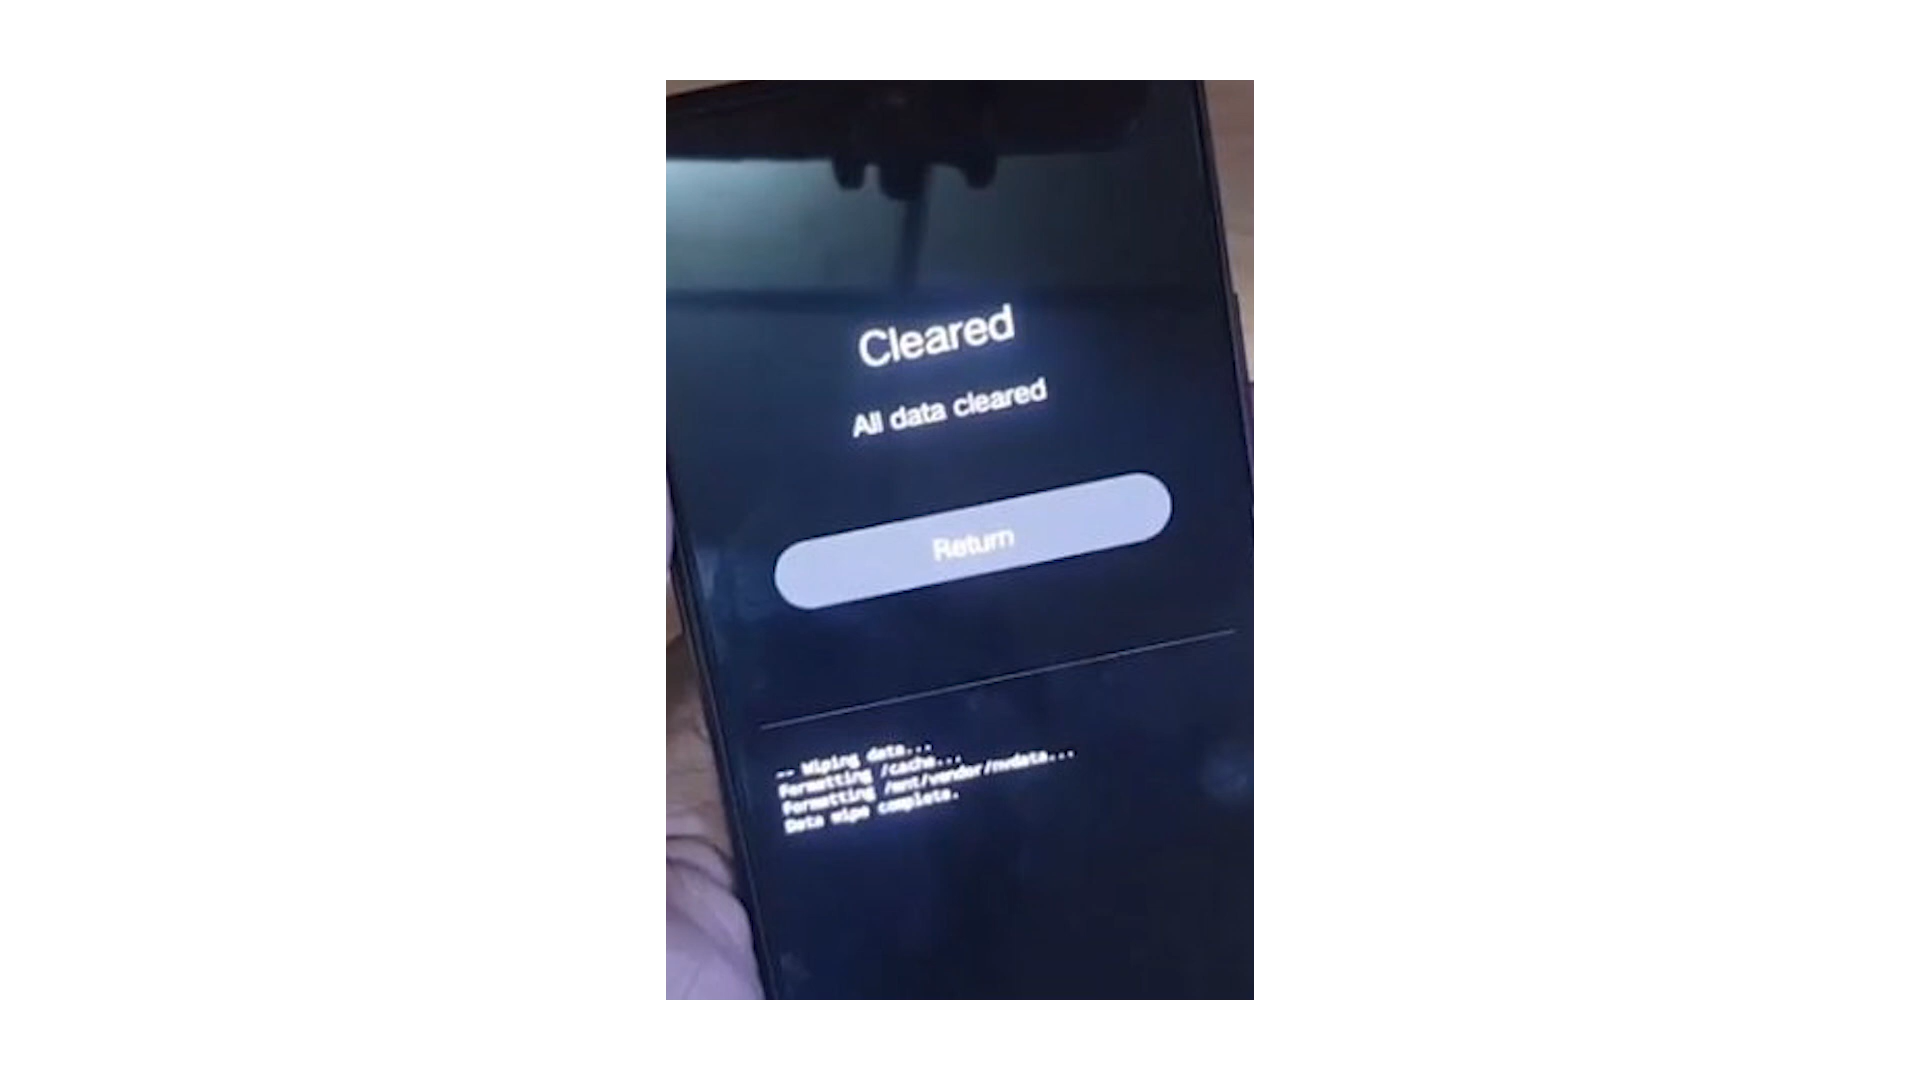 Cleared
All data cleared
Return
-- Wiping data...
Formatting /cache...
Formatting /mnt/vendor/nvdata...
Data wipe complete.